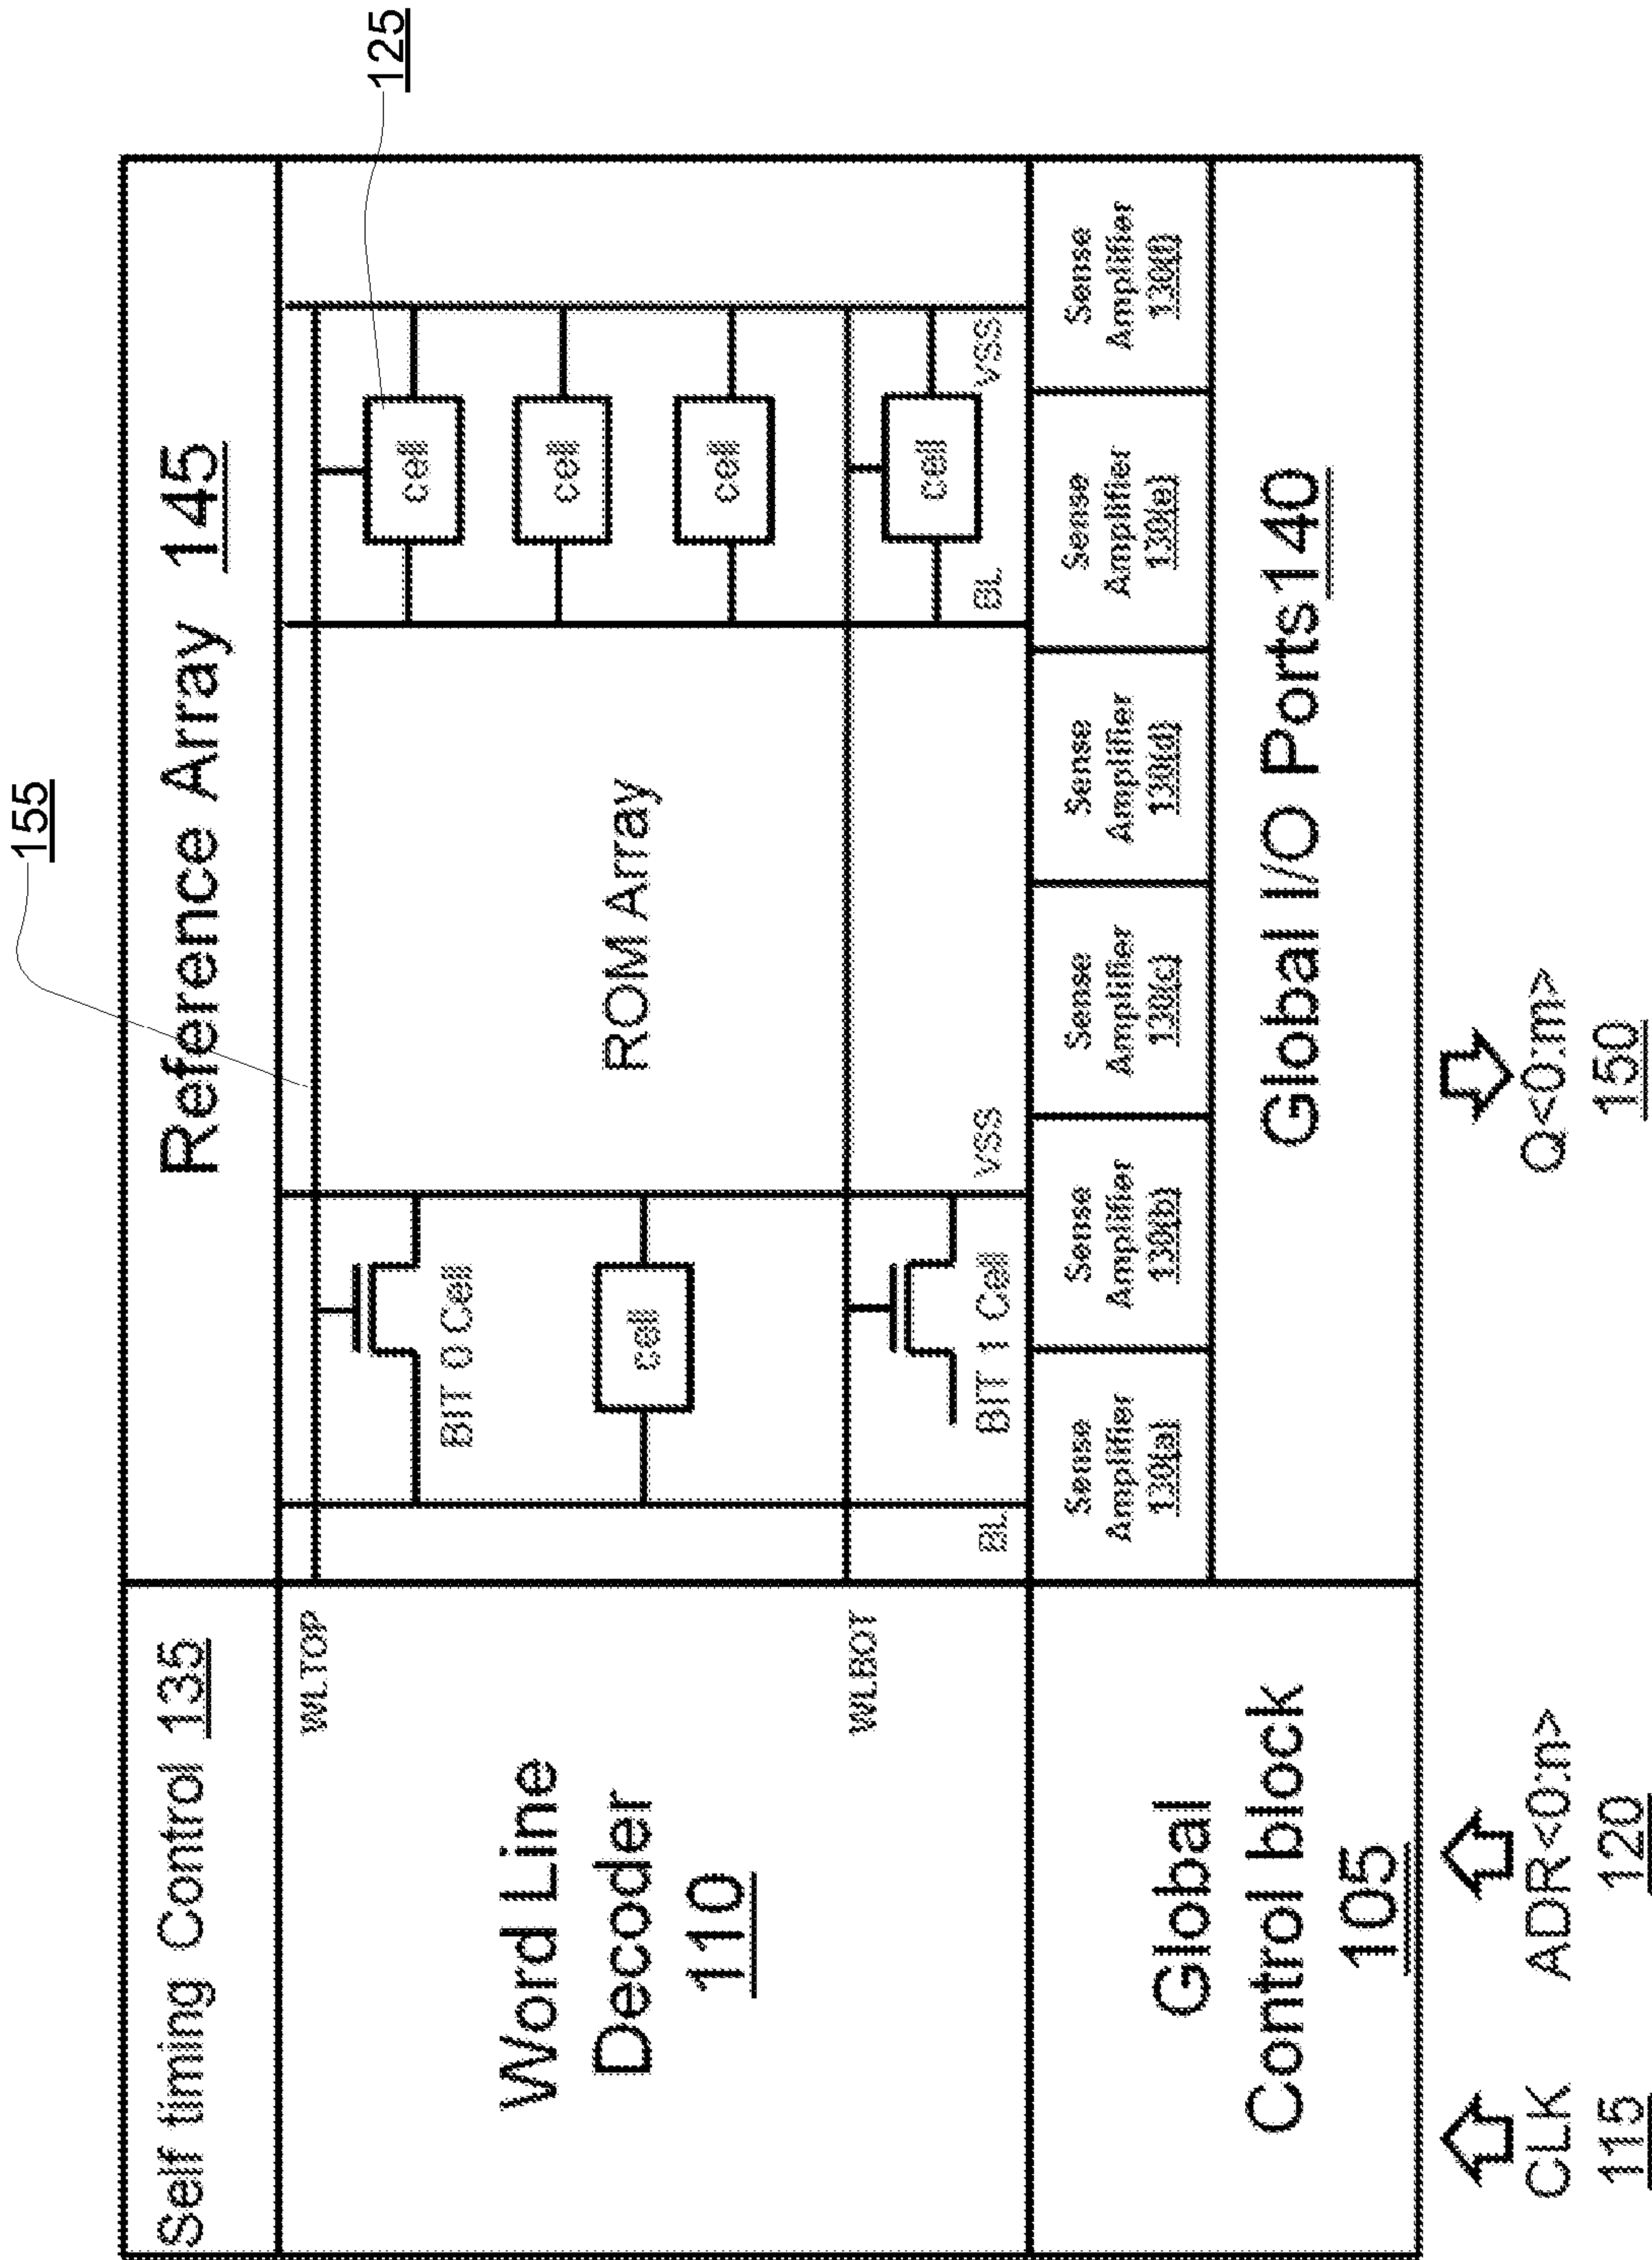 155
125
Self timing Control 135
Reference Array 145
WLTOP
Word Line
Decoder
110
WLBOT
BIT 0 Cell
cell
BIT 1 Cell
BL
VSS
ROM Array
cell
cell
cell
cell
BL
VSS
Sense
Amplifier
130(a)
Sense
Amplifier
130(b)
Sense
Amplifier
130(c)
Sense
Amplifier
130(d)
Sense
Amplifier
130(e)
Sense
Amplifier
130(f)
Global
Control block
105
Global I/O Ports140
CLK
115
ADR<0:n>
120
Q<0:m>
150